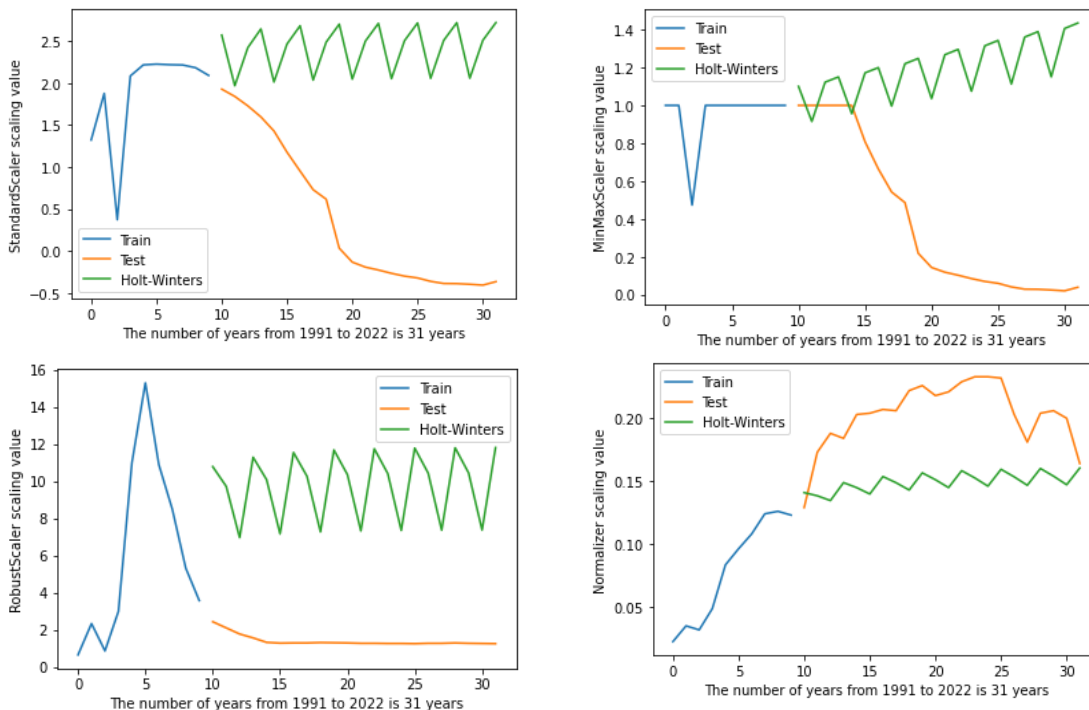 StandardScaler scaling value
2.5
2.0
1.5
1.0
0.5
0.0
−0.5
Train
Test
Holt-Winters
0 5 10 15 20 25 30
The number of years from 1991 to 2022 is 31 years
MinMaxScaler scaling value
1.4
1.2
1.0
0.8
0.6
0.4
0.2
0.0
Train
Test
Holt-Winters
0 5 10 15 20 25 30
The number of years from 1991 to 2022 is 31 years
RobustScaler scaling value
16
14
12
10
8
6
4
2
0
Train
Test
Holt-Winters
0 5 10 15 20 25 30
The number of years from 1991 to 2022 is 31 years
Normalizer scaling value
0.20
0.15
0.10
0.05
Train
Test
Holt-Winters
0 5 10 15 20 25 30
The number of years from 1991 to 2022 is 31 years